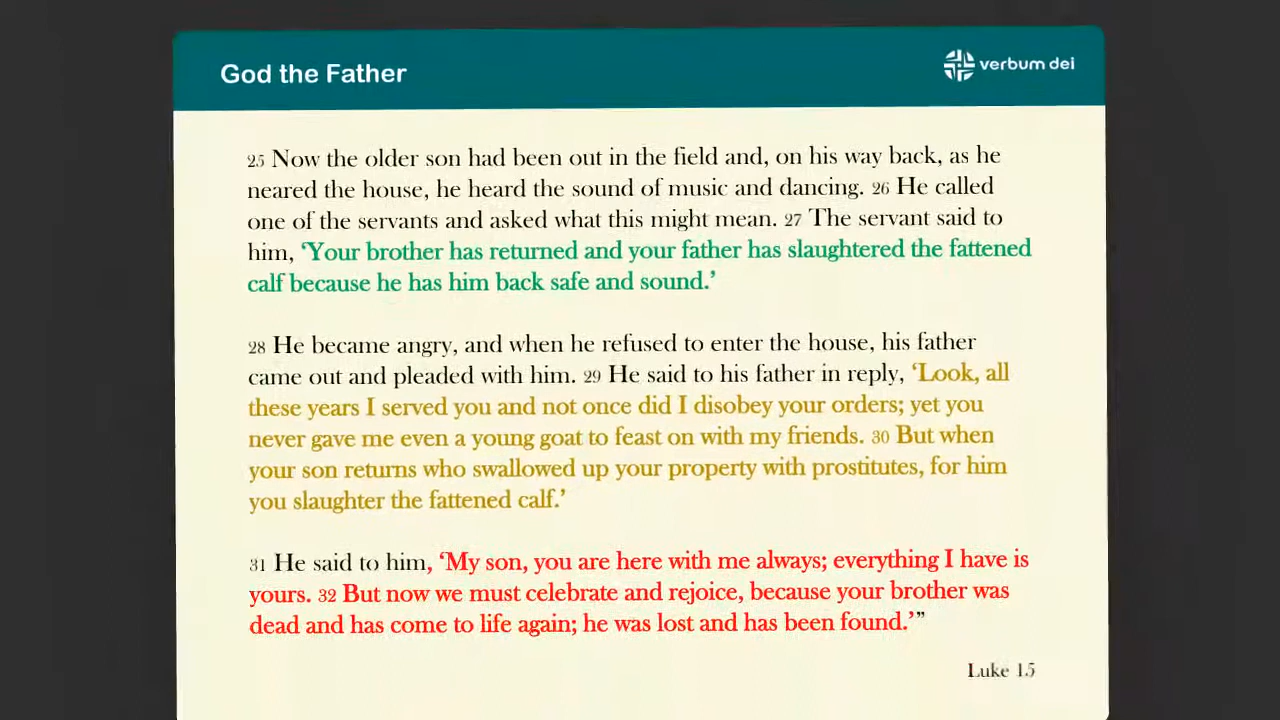 God the Father
verbum dei
25 Now the older son had been out in the field and, on his way back, as he
neared the house, he heard the sound of music and dancing. 26 He called
one of the servants and asked what this might mean. 27 The servant said to
him, ‘Your brother has returned and your father has slaughtered the fattened
calf because he has him back safe and sound.’
28 He became angry, and when he refused to enter the house, his father
came out and pleaded with him. 29 He said to his father in reply, ‘Look, all
these years I served you and not once did I disobey your orders; yet you
never gave me even a young goat to feast on with my friends. 30 But when
your son returns who swallowed up your property with prostitutes, for him
you slaughter the fattened calf.’
31 He said to him, ‘My son, you are here with me always; everything I have is
yours. 32 But now we must celebrate and rejoice, because your brother was
dead and has come to life again; he was lost and has been found.’”
Luke 15